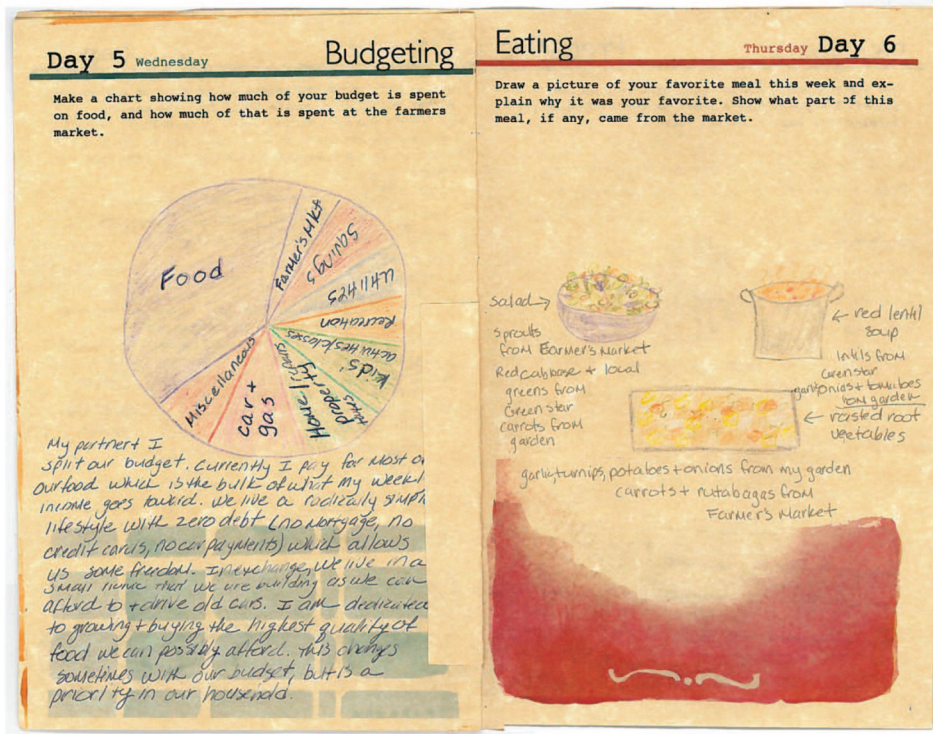 Day 5 Wednesday
Budgeting
Make a chart showing how much of your budget is spent
on food, and how much of that is spent at the farmers
market.
Food
Farmer's Mkt
Savings
Utilities
Recreation
activities/closes
Kid's
property
taxes
Home/repairs
car +
gas
Miscellaneous
My partner + I
split our budget. Currently I pay for most of
our food which is the bulk of what my weekl
income goes toward. We live a radically simple
lifestyle with zero debt (no mortgage, no
credit cards, no car payments) which allows
us some freedom. In exchange, we live in a
small home that we are building as we can
afford to + drive old cars. I am dedicated
to growing + buying the highest quality of
food we can possibly afford. This changes
sometimes with our budget, but is a
priority in our household.
Eating
Thursday Day 6
Draw a picture of your favorite meal this week and ex-
plain why it was your favorite. Show what part of this
meal, if any, came from the market.
salad
sprouts
from Farmer's Market
Red cabbage + local
greens from
Greenstar
carrots from
garden
red lentil
soup
lentils from
Greenstar
garlic onions + tomatoes
from garden
roasted root
vegetables
garlic, turnips, potatoes + onions from my garden
carrots + rutabagas from
Farmer's Market